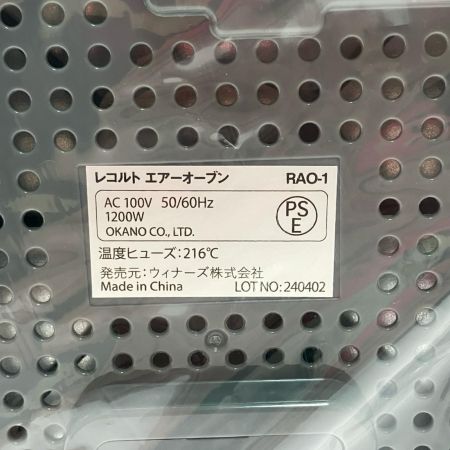 レコルト エアーオーブン RAO-1
AC 100V 50/60Hz
1200W
OKANO CO., LTD.
PS
E
温度ヒューズ:216℃
発売元:ウィナーズ株式会社
Made in China LOT NO: 240402